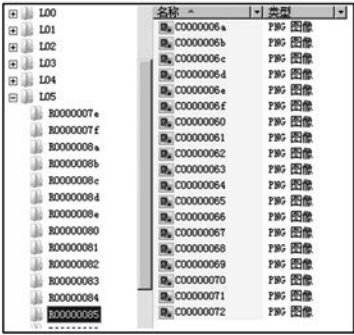 L00
L01
L02
L03
L04
L05
R0000007e
R0000007f
R0000008a
R0000008b
R0000008c
R0000008d
R0000008e
R00000080
R00000081
R00000082
R00000083
R00000084
R00000085
名称 类型
C0000006a PNG 图像
C0000006b PNG 图像
C0000006c PNG 图像
C0000006d PNG 图像
C0000006e PNG 图像
C0000006f PNG 图像
C00000060 PNG 图像
C00000061 PNG 图像
C00000062 PNG 图像
C00000063 PNG 图像
C00000064 PNG 图像
C00000065 PNG 图像
C00000066 PNG 图像
C00000067 PNG 图像
C00000068 PNG 图像
C00000069 PNG 图像
C00000070 PNG 图像
C00000071 PNG 图像
C00000072 PNG 图像